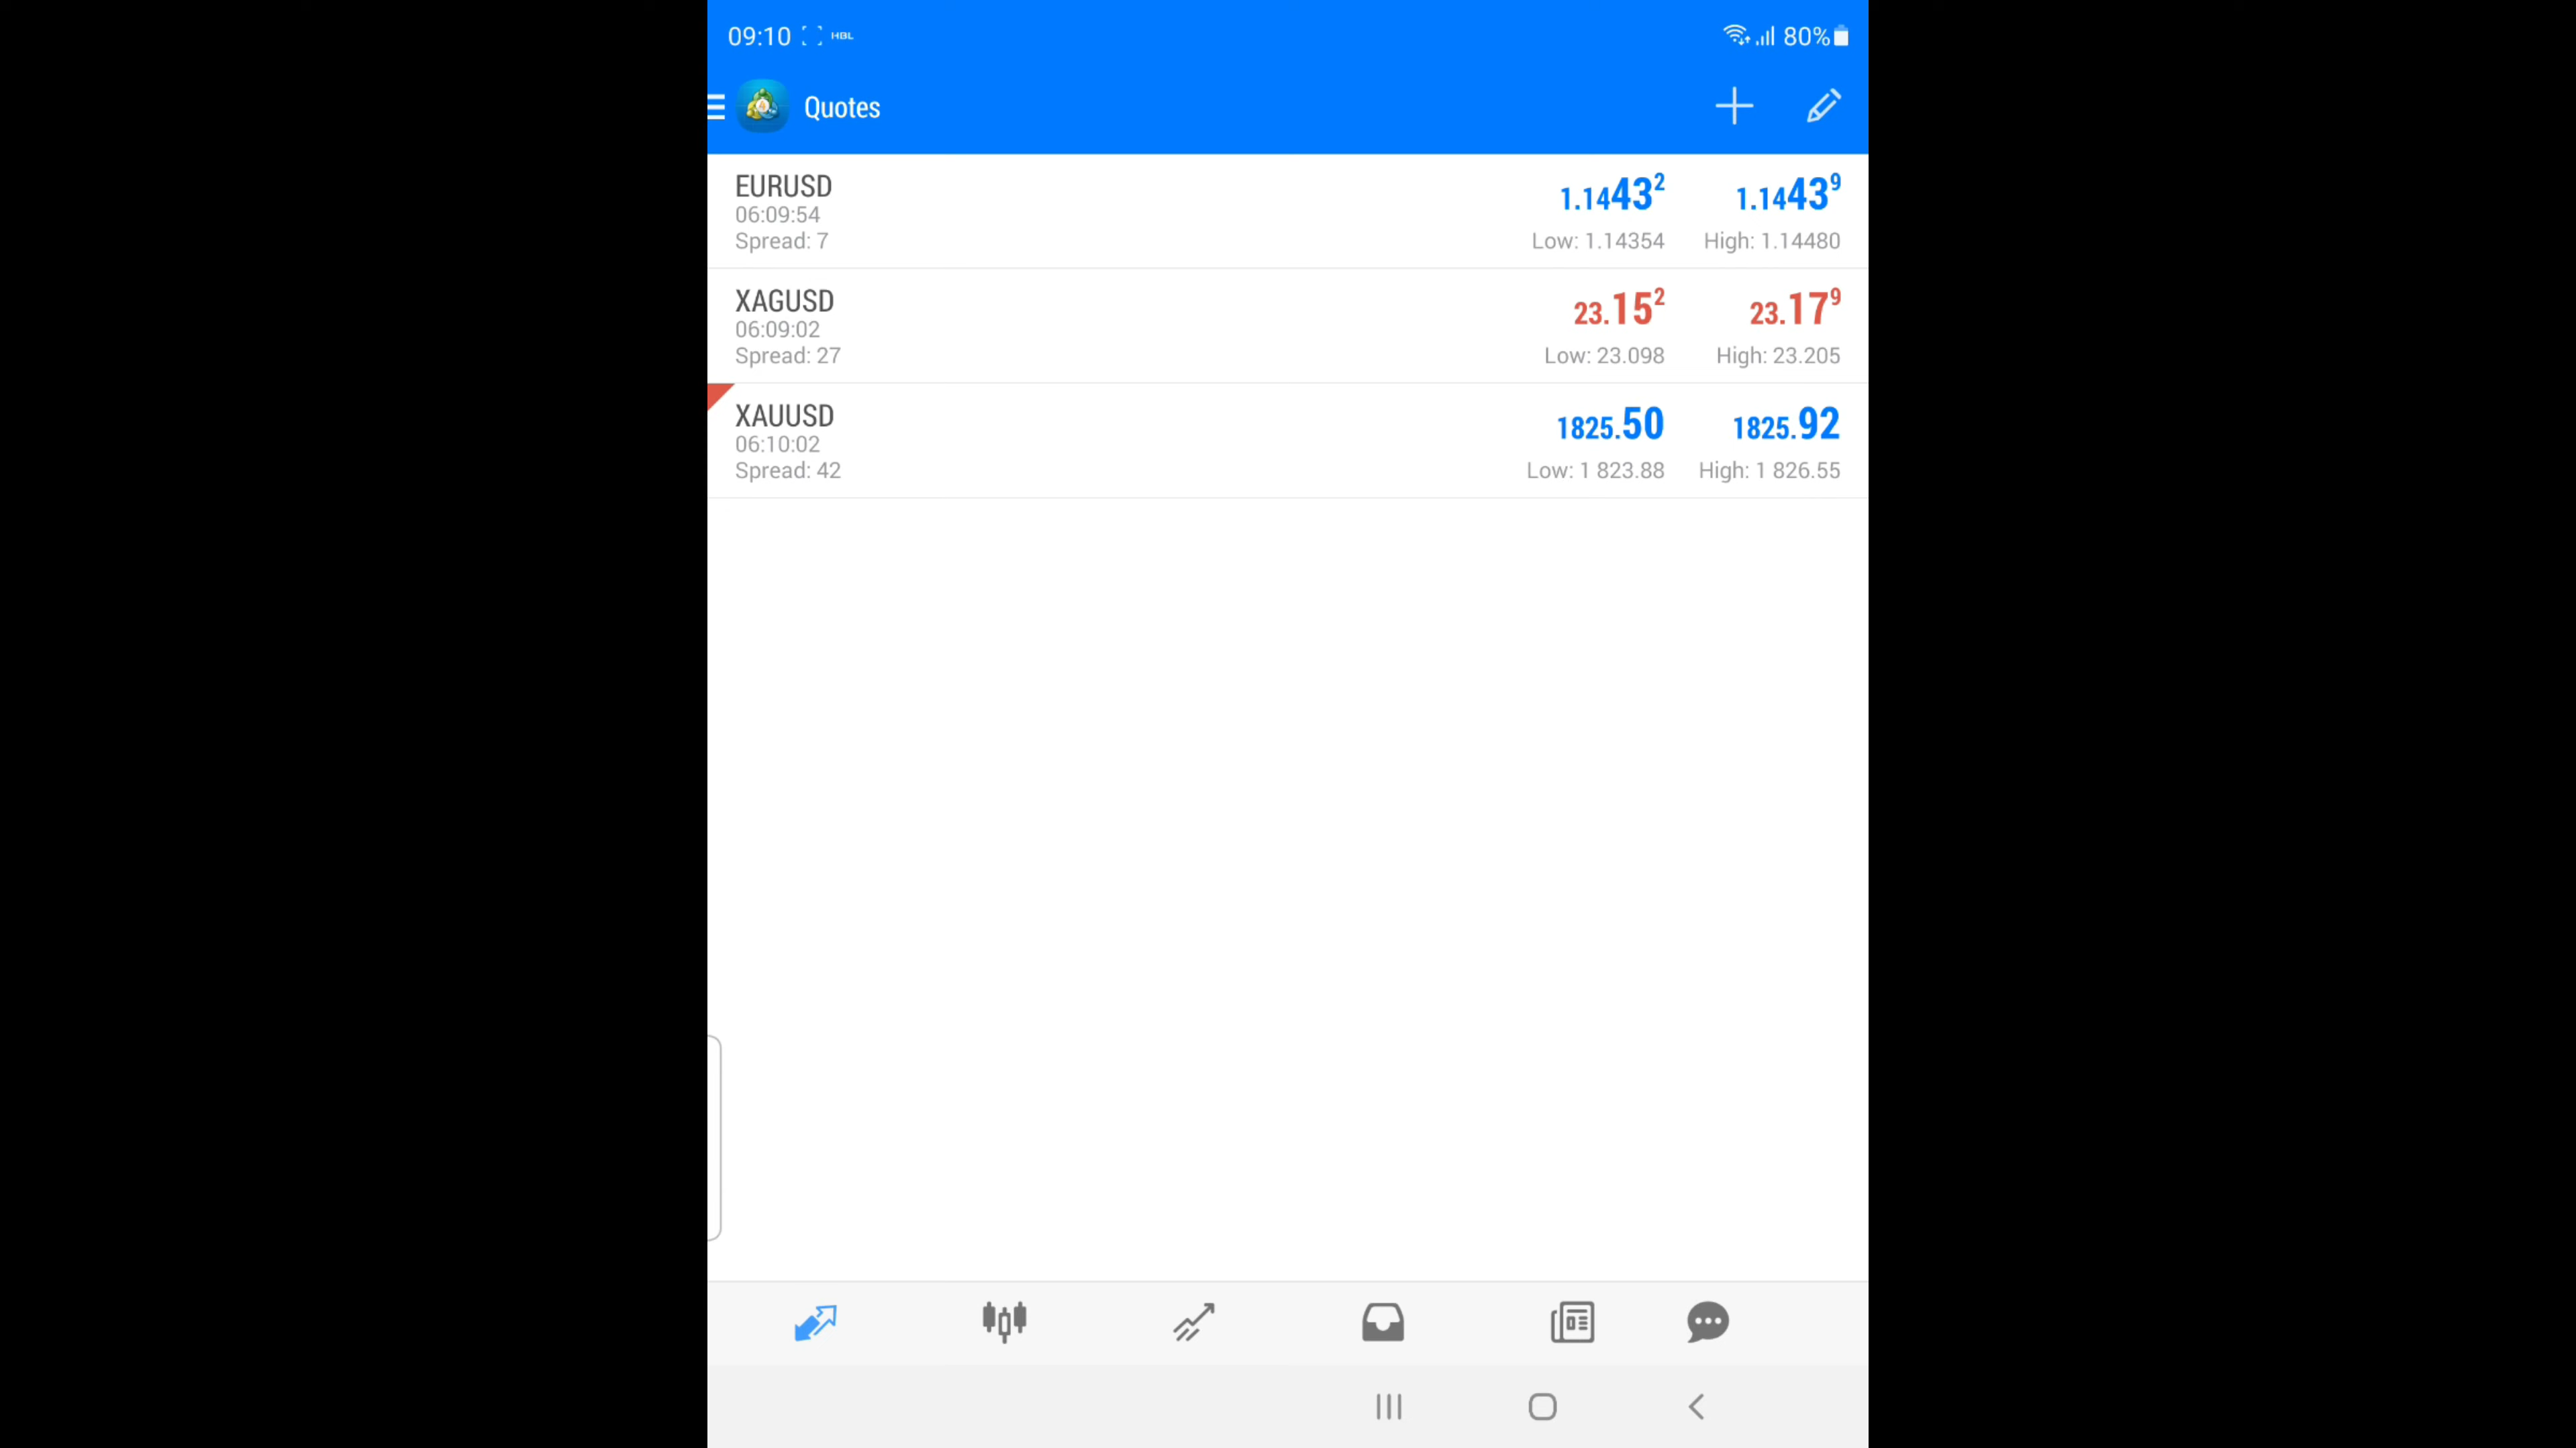 09:10 HBL 80%
Quotes
EURUSD 1.14432 1.14439
06:09:54
Spread: 7 Low: 1.14354 High: 1.14480
XAGUSD 23.152 23.179
06:09:02
Spread: 27 Low: 23.098 High: 23.205
XAUUSD 1825.50 1825.92
06:10:02
Spread: 42 Low: 1 823.88 High: 1 826.55